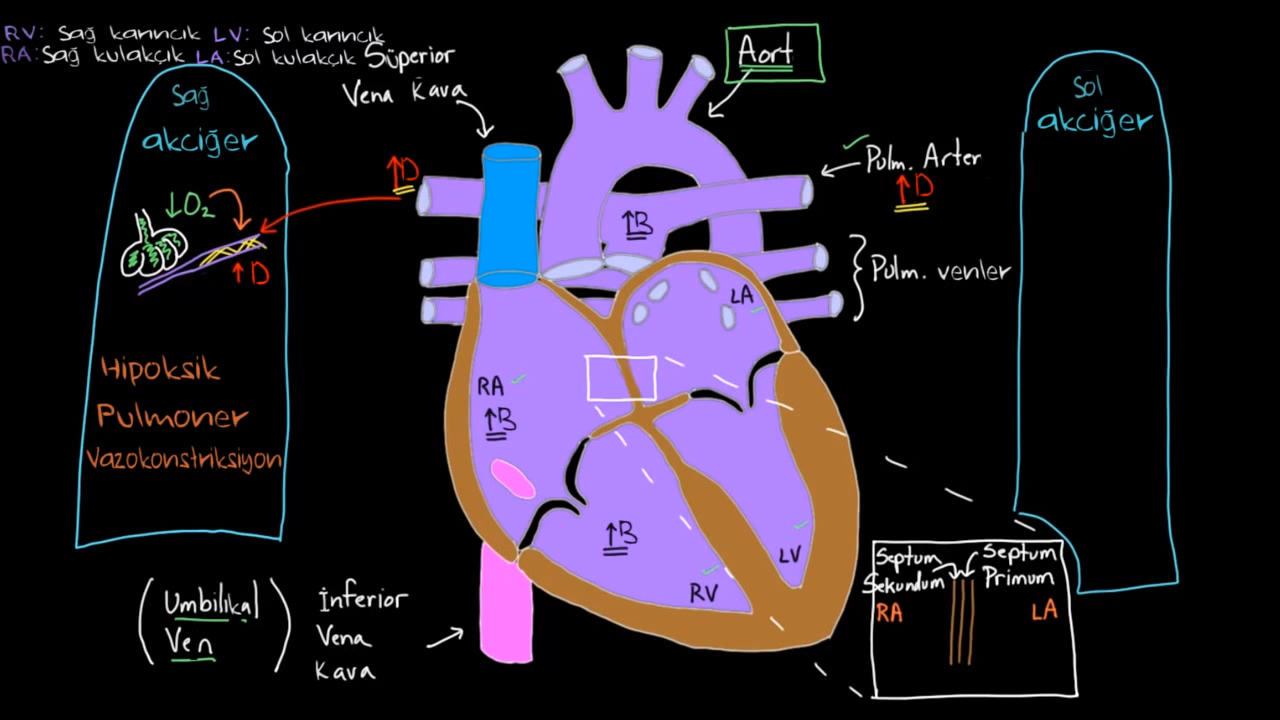 RV: Sağ karıncık LV: Sol karıncık
RA: Sağ kulakçık LA: Sol kulakçık
Süperior
Vena Kava
Aort
Sağ
akciğer
Sol
akciğer
↑D
Pulm. Arter
↑D
↓O₂
↑B
↑D
Pulm. venler
LA
Hipoksik
Pulmoner
Vazokonstriksiyon
RA
↑B
↑B
LV
RV
Septum
Sekundum
Septum
Primum
RA
LA
(Umbilikal
Ven)
İnferior
Vena
Kava